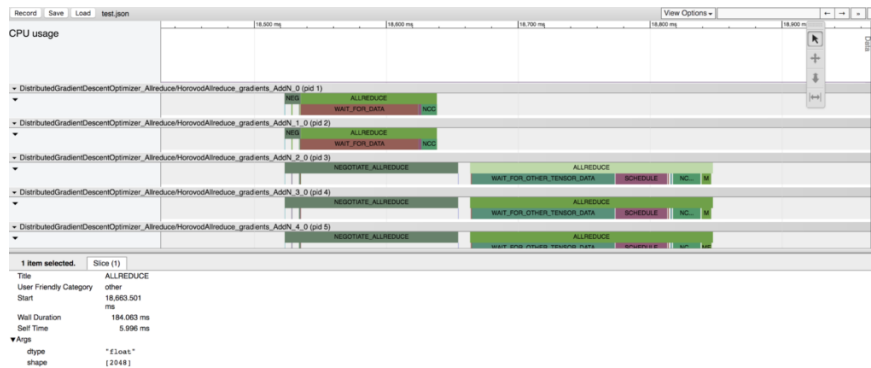 Record Save Load test.json View Options ← → »
18,500 ms 18,600 ms 18,700 ms 18,800 ms 18,900 m
CPU usage
DistributedGradientDescentOptimizer_Allreduce/HorovodAllreduce_gradients_AddN_0 (pid 1)
NEG ALLREDUCE
WAIT_FOR_DATA NCC
DistributedGradientDescentOptimizer_Allreduce/HorovodAllreduce_gradients_AddN_1_0 (pid 2)
NEG ALLREDUCE
WAIT_FOR_DATA NCC
DistributedGradientDescentOptimizer_Allreduce/HorovodAllreduce_gradients_AddN_2_0 (pid 3)
NEGOTIATE_ALLREDUCE ALLREDUCE
WAIT_FOR_OTHER_TENSOR_DATA SCHEDULE NC... M
DistributedGradientDescentOptimizer_Allreduce/HorovodAllreduce_gradients_AddN_3_0 (pid 4)
NEGOTIATE_ALLREDUCE ALLREDUCE
WAIT_FOR_OTHER_TENSOR_DATA SCHEDULE NC... M
DistributedGradientDescentOptimizer_Allreduce/HorovodAllreduce_gradients_AddN_4_0 (pid 5)
NEGOTIATE_ALLREDUCE ALLREDUCE
WAIT_FOR_OTHER_TENSOR_DATA SCHEDULE NC
1 item selected. Slice (1)
Title ALLREDUCE
User Friendly Category other
Start 18,663.501
ms
Wall Duration 184.063 ms
Self Time 5.996 ms
▼Args
dtype "float"
shape [2048]